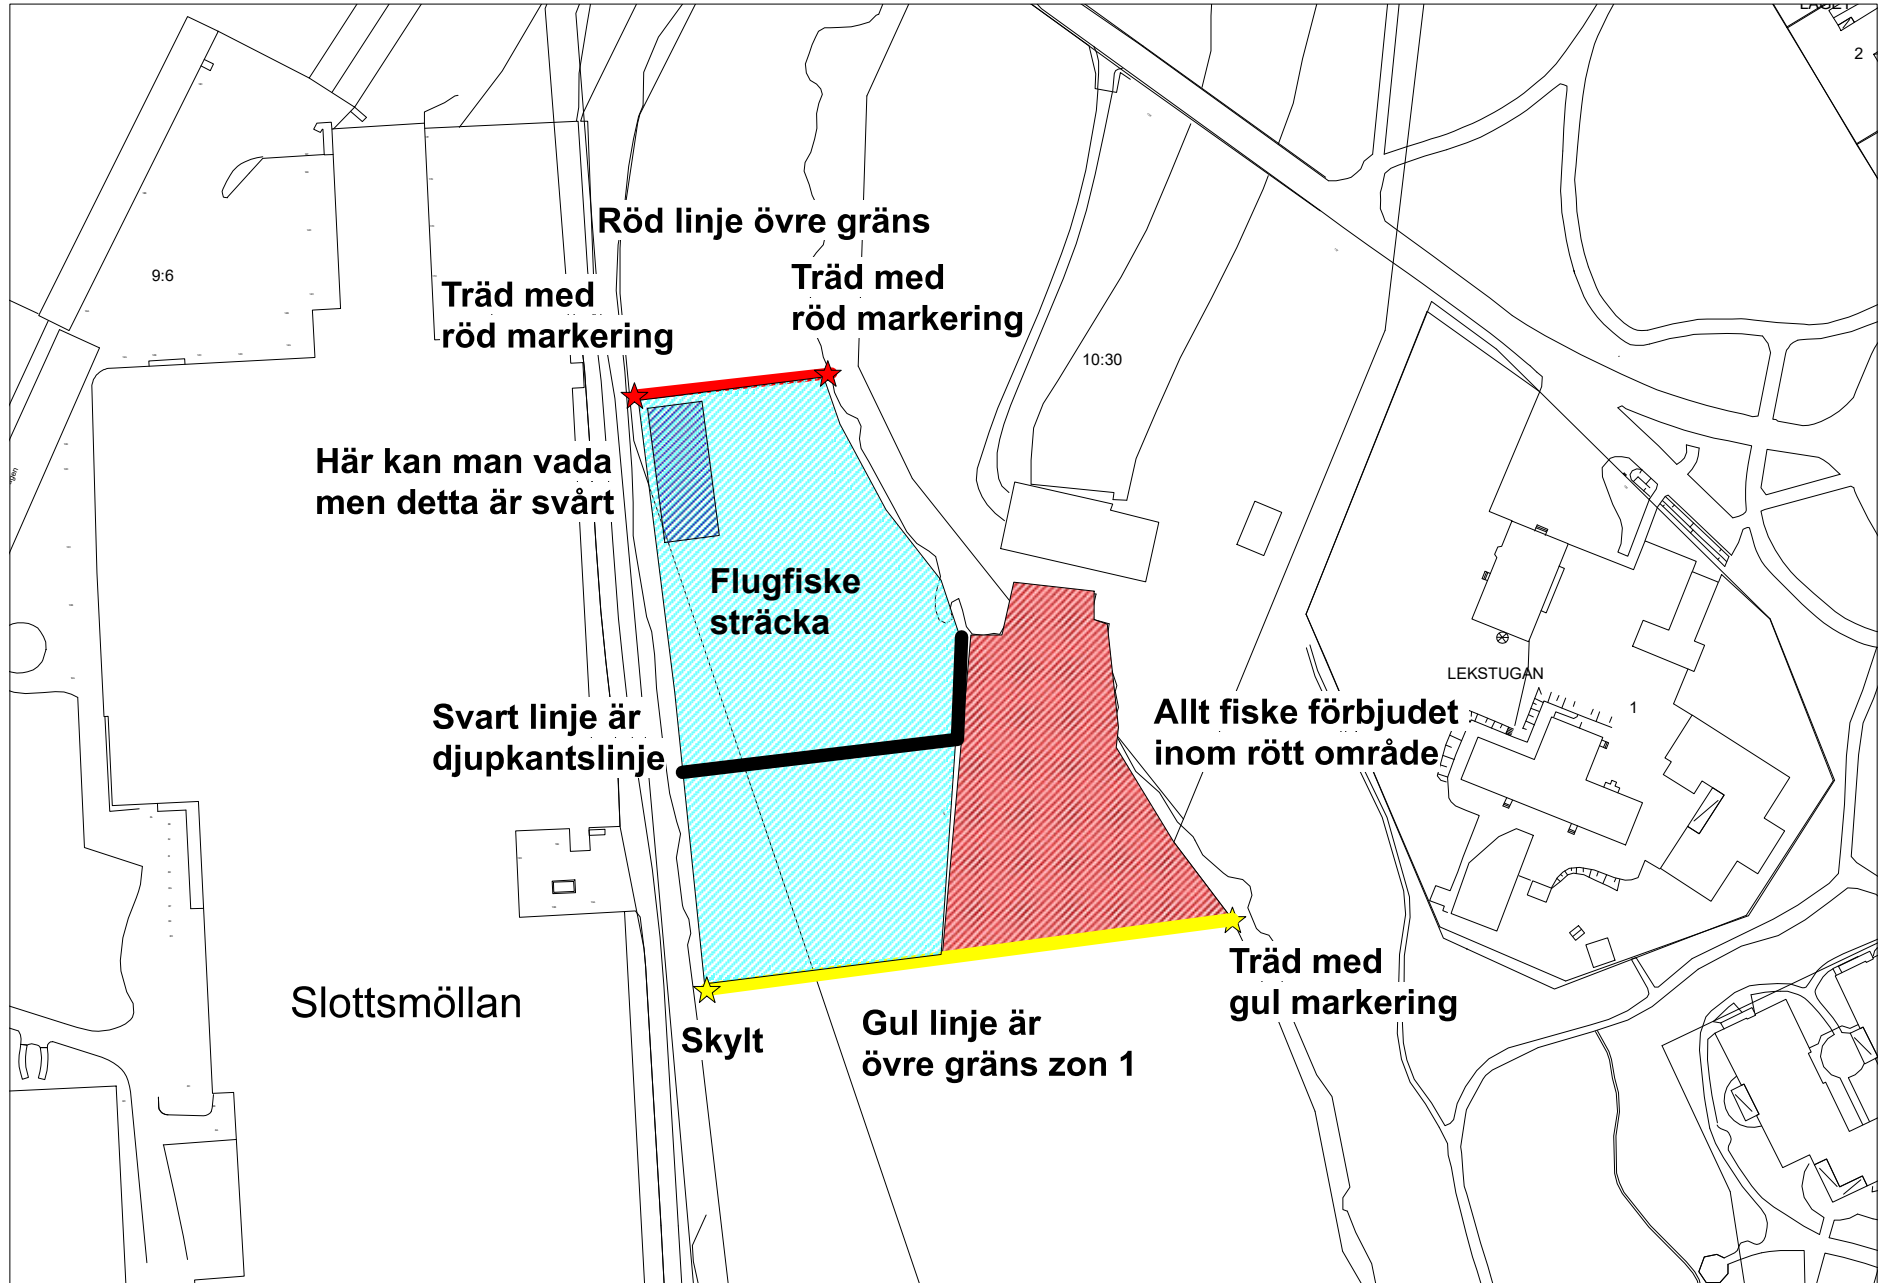 2
Röd linje övre gräns
9:6
Träd med
röd markering
Träd med
röd markering
10:30
Här kan man vada
men detta är svårt
Flugfiske
sträcka
LEKSTUGAN
1
Svart linje är
djupkantslinje
Allt fiske förbjudet
inom rött område
Träd med
gul markering
Slottsmöllan
Skylt
Gul linje är
övre gräns zon 1